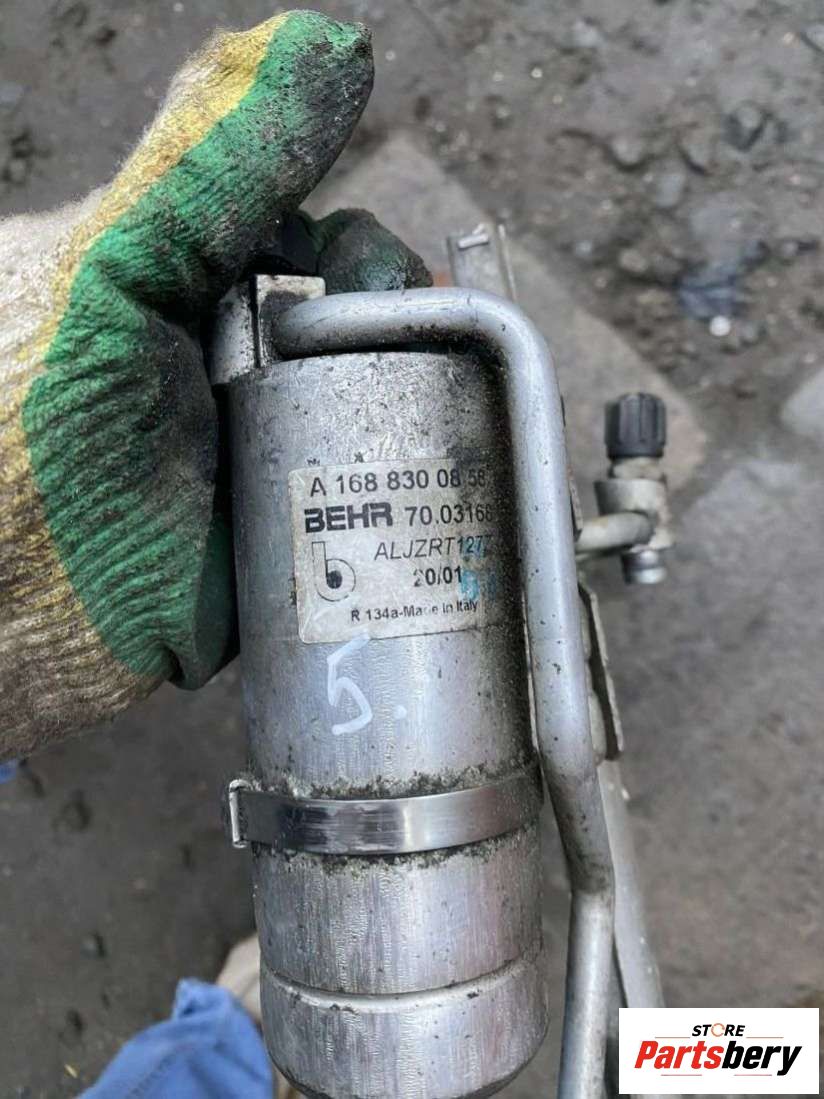 A 168 830 08 58
BEHR 70.03168
b ALJZRT127
20/01
R 134a-Made in Italy
5.
STORE
Partsbery